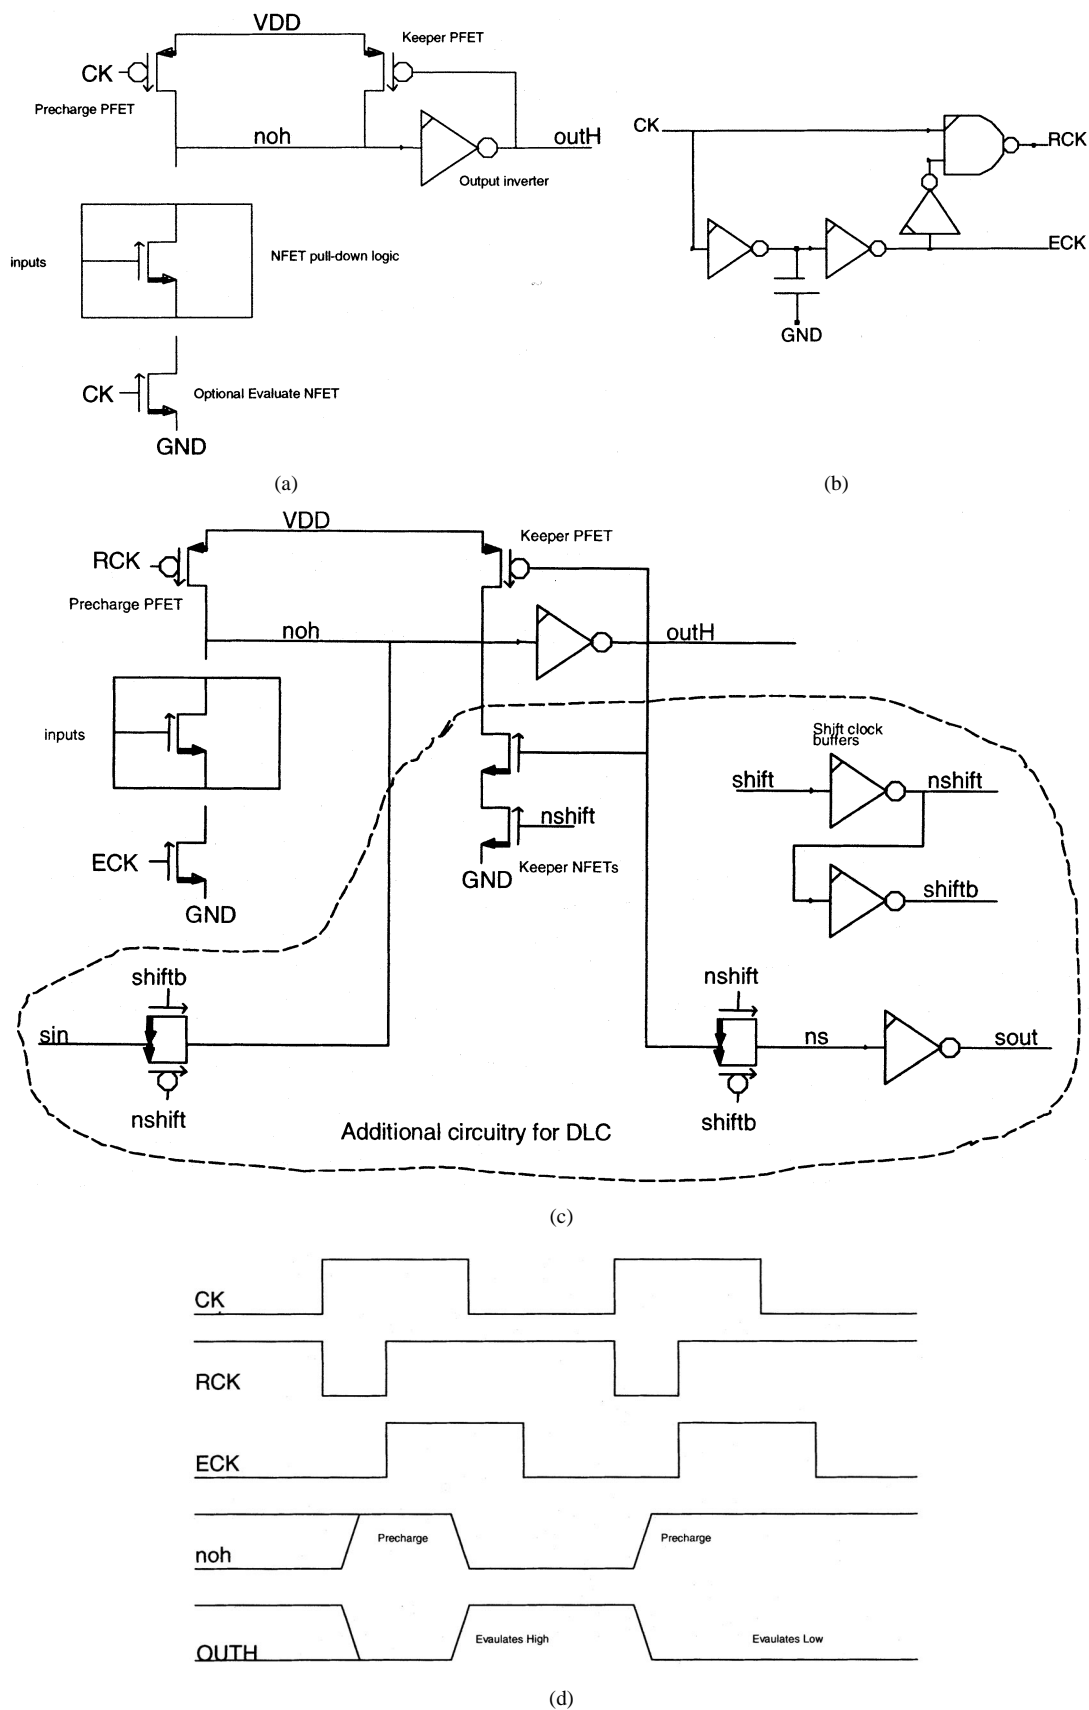 VDD
Keeper PFET
CK
Precharge PFET
noh
outH
Output inverter
inputs
NFET pull-down logic
CK
Optional Evaluate NFET
GND
(a)
CK
RCK
ECK
GND
(b)
VDD
Keeper PFET
RCK
Precharge PFET
noh
outH
inputs
Shift clock
buffers
shift
nshift
nshift
ECK
GND
Keeper NFETs
shiftb
GND
shiftb
nshift
sin
ns
sout
nshift
shiftb
Additional circuitry for DLC
(c)
CK
RCK
ECK
Precharge
Precharge
noh
Evaulates High
Evaulates Low
OUTH
(d)